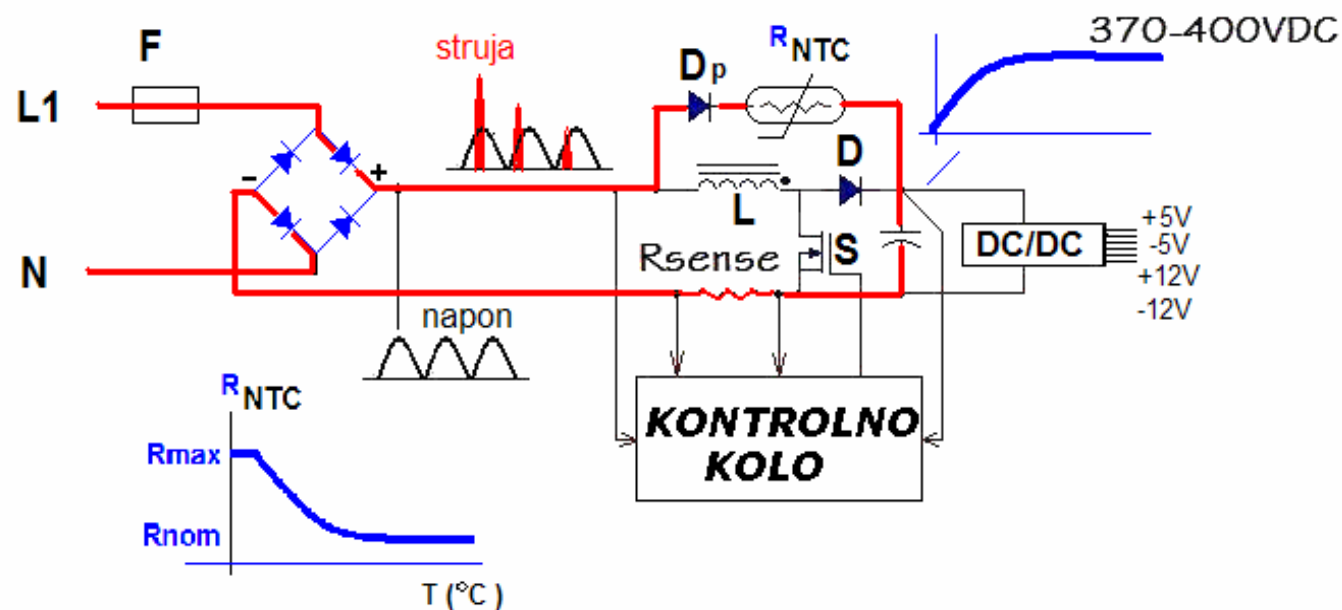 370-400VDC
F
struja
Dp
RNTC
L1
-
+
D
L
S
DC/DC
+5V
-5V
+12V
-12V
Rsense
N
napon
RNTC
Rmax
Rnom
T (°C )
KONTROLNO
KOLO